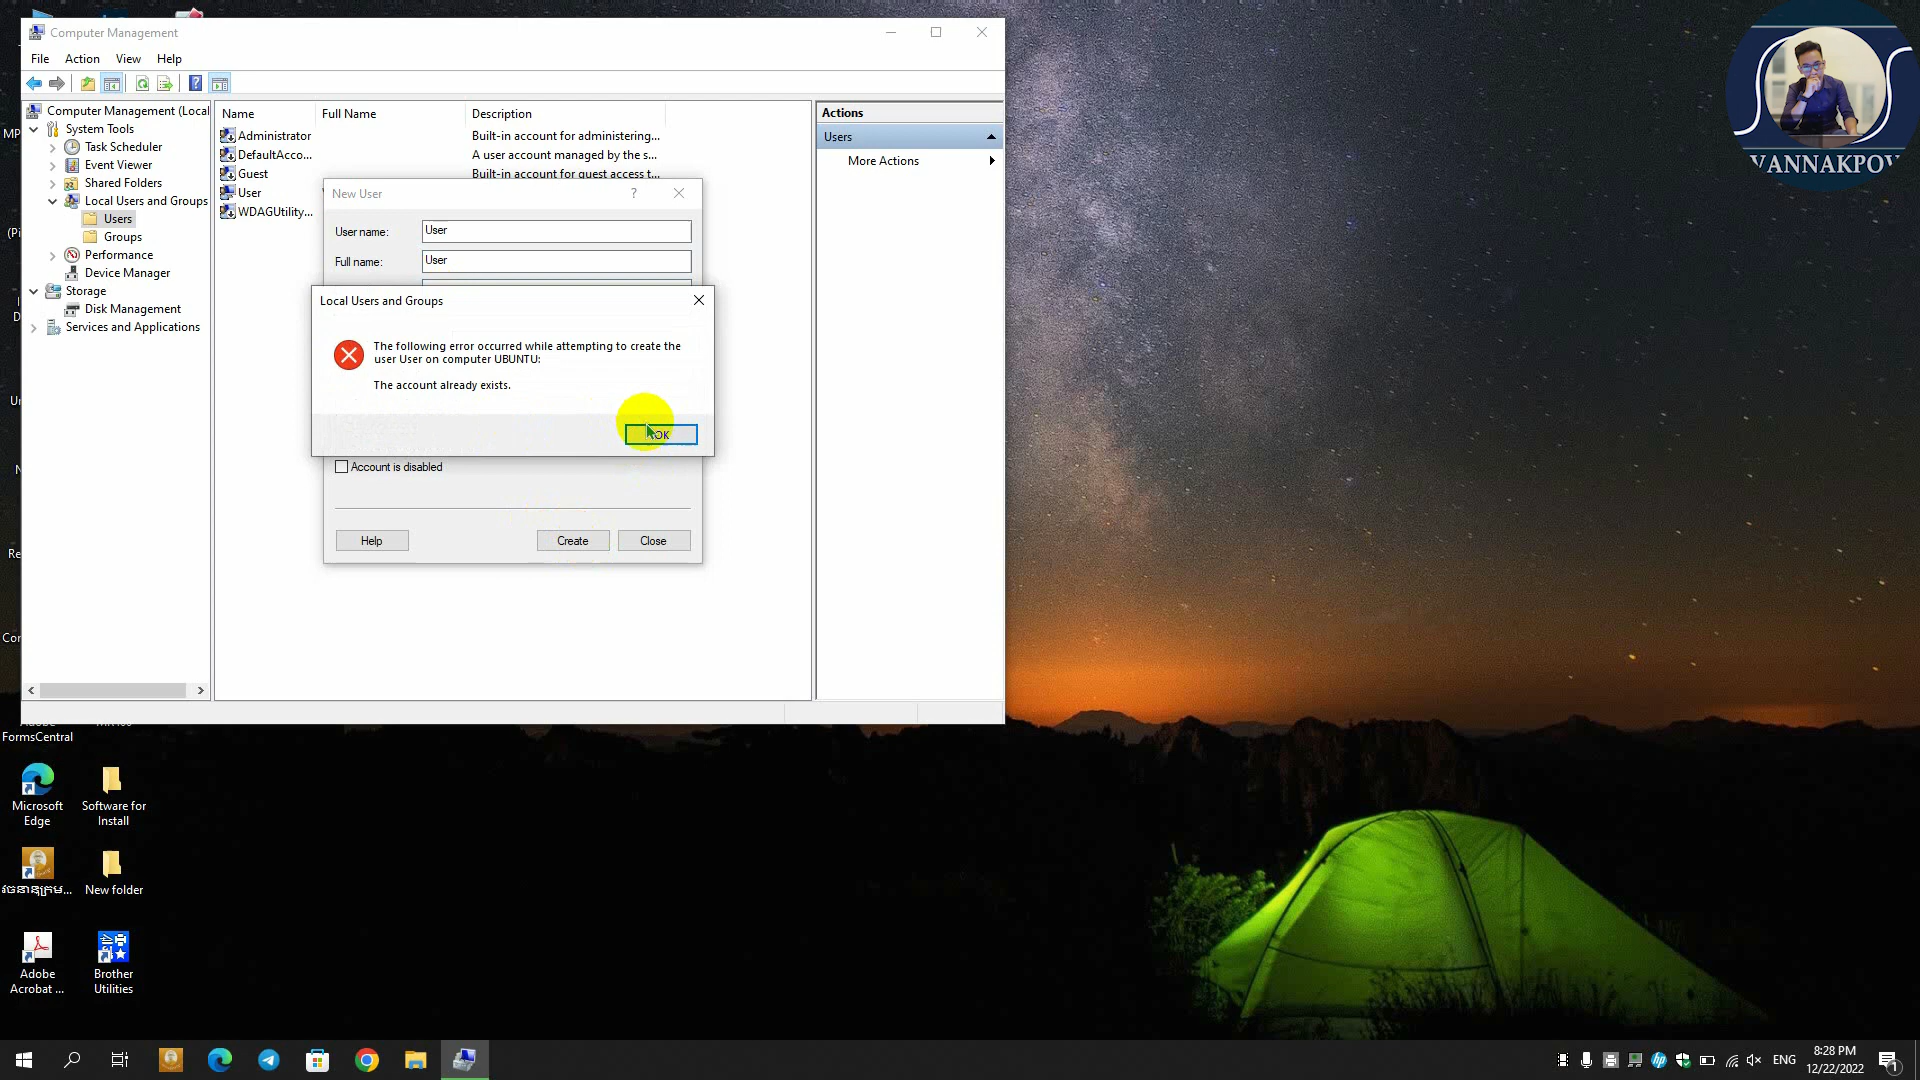 Computer Management
File Action View Help
Computer Management (Local
System Tools
Task Scheduler
Event Viewer
Shared Folders
Local Users and Groups
Users
Groups
Performance
Device Manager
Storage
Disk Management
Services and Applications
Name Full Name Description
Administrator Built-in account for administering...
DefaultAcco... A user account managed by the s...
Guest Built-in account for guest access t...
User
WDAGUtility...
Actions
Users
More Actions
New User ?
User name: User
Full name: User
Local Users and Groups
The following error occurred while attempting to create the
user User on computer UBUNTU:
The account already exists.
OK
Account is disabled
Help Create Close
VANNAKPOV
FormsCentral
Microsoft
Edge
Software for
Install
New folder
Adobe
Acrobat ...
Brother
Utilities
ENG
8:28 PM
12/22/2022
1